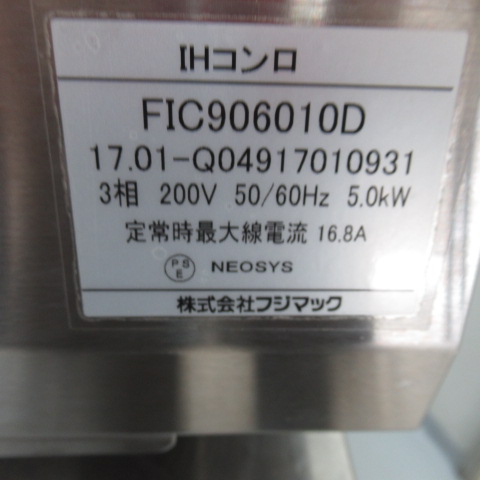 IHコンロ
FIC906010D
17.01-Q04917010931
3相 200V 50/60Hz 5.0kW
定常時最大線電流 16.8A
PS E NEOSYS
株式会社フジマック